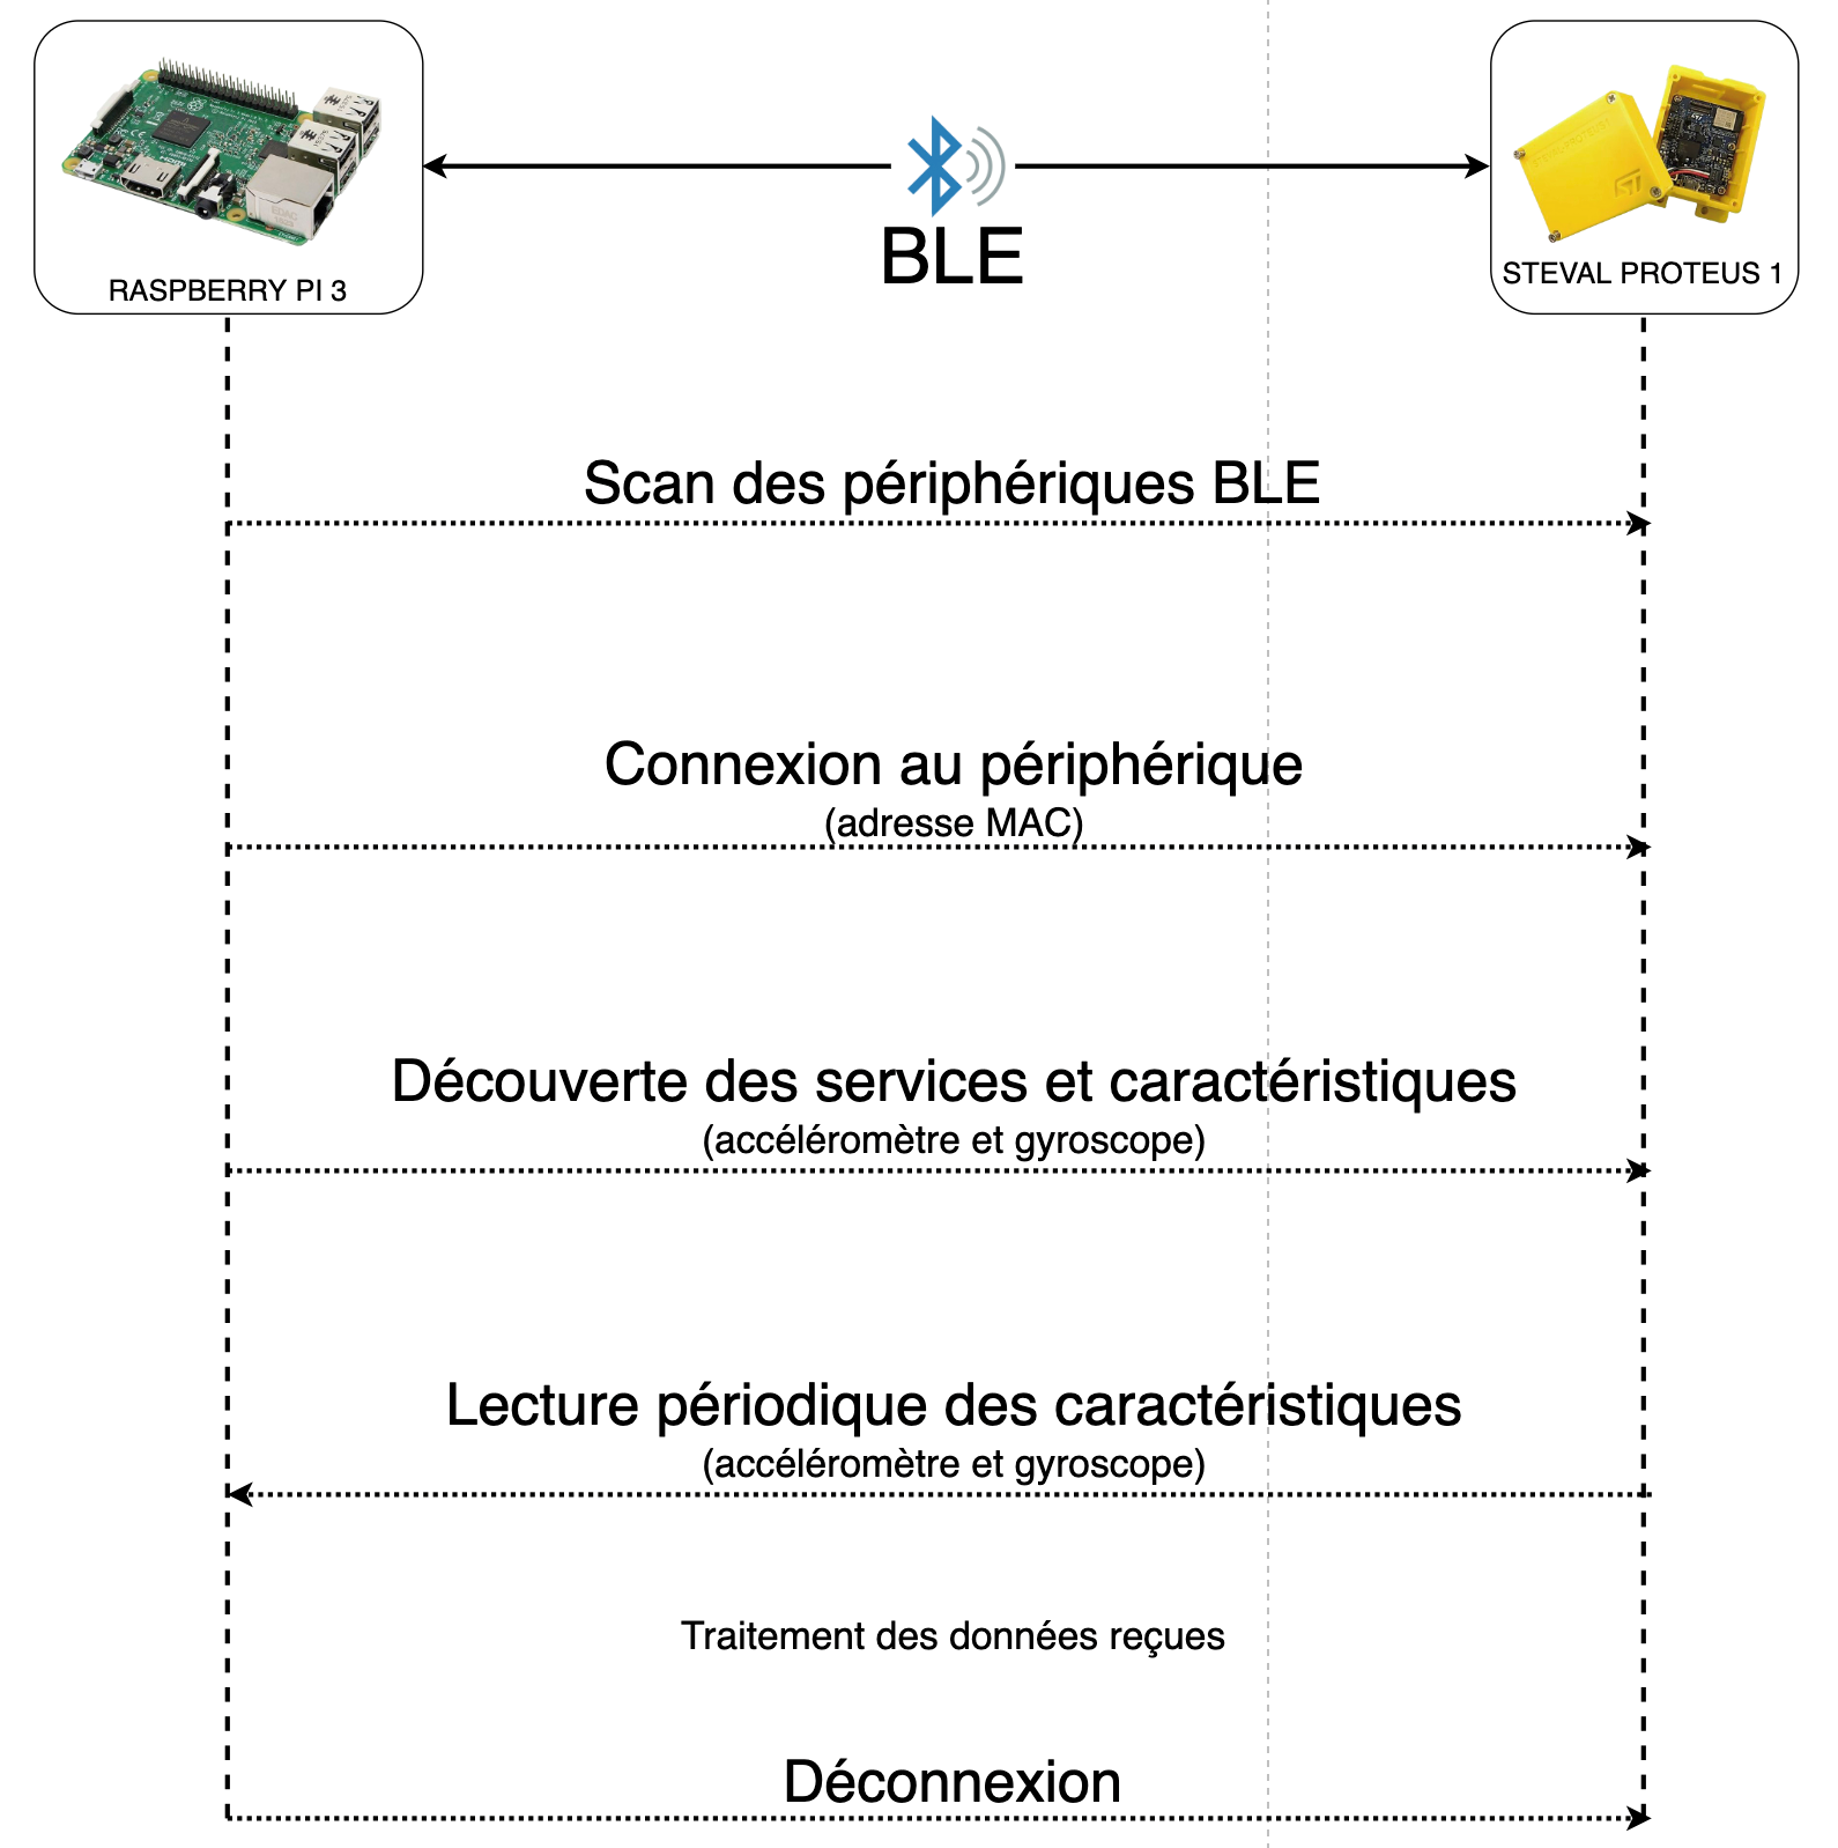 RASPBERRY PI 3
BLE
STEVAL PROTEUS 1
Scan des périphériques BLE
Connexion au périphérique
(adresse MAC)
Découverte des services et caractéristiques
(accéléromètre et gyroscope)
Lecture périodique des caractéristiques
(accéléromètre et gyroscope)
Traitement des données reçues
Déconnexion